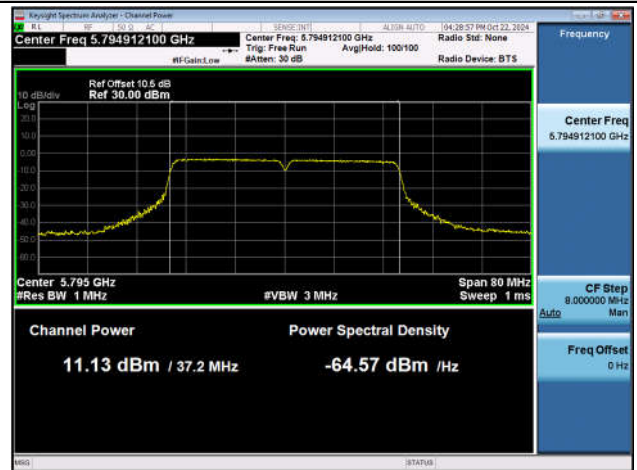 Keysight Spectrum Analyzer - Channel Power
RL RF 50 Ω AC SENSE:INT ALIGN AUTO 04:28:57 PM Oct 22, 2024
Center Freq 5.794912100 GHz
Center Freq: 5.794912100 GHz
Radio Std: None
Trig: Free Run Avg|Hold: 100/100
#IFGain:Low
#Atten: 30 dB
Radio Device: BTS
Frequency
Ref Offset 10.5 dB
10 dB/div Ref 30.00 dBm
Log
20.0
10.0
0.00
-10.0
-20.0
-30.0
-40.0
-50.0
-60.0
Center Freq
5.794912100 GHz
Center 5.795 GHz
Span 80 MHz
#Res BW 1 MHz
#VBW 3 MHz
Sweep 1 ms
CF Step
8.000000 MHz
Auto Man
Channel Power
Power Spectral Density
11.13 dBm / 37.2 MHz
-64.57 dBm /Hz
Freq Offset
0 Hz
MSG
STATUS